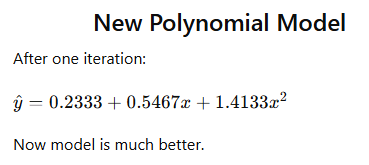 New Polynomial Model
After one iteration:
ŷ = 0.2333 + 0.5467x + 1.4133x²
Now model is much better.